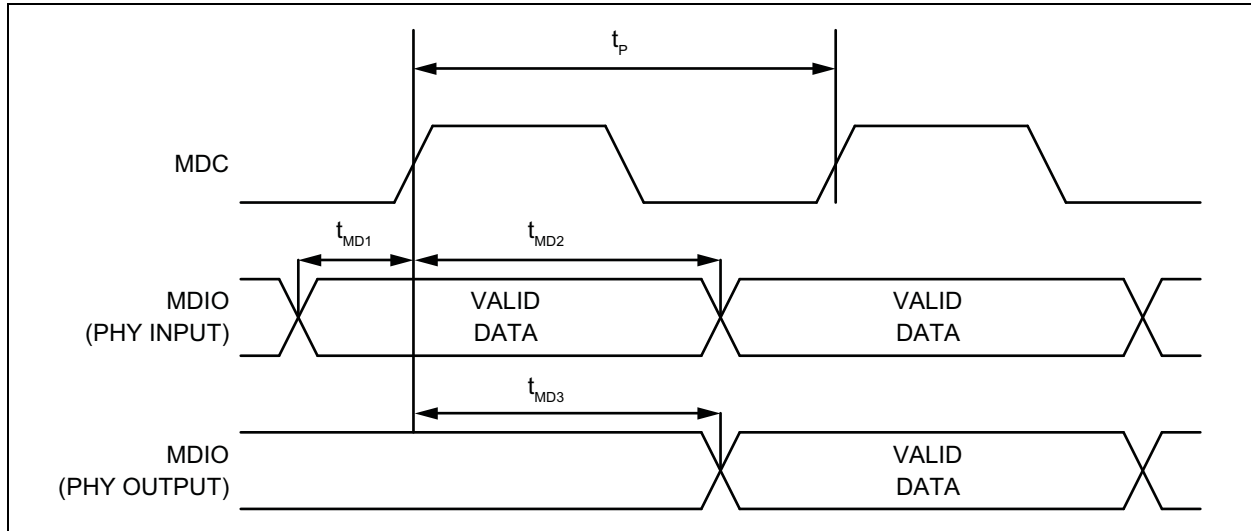 tP
MDC
tMD1
tMD2
MDIO
(PHY INPUT)
VALID
DATA
VALID
DATA
tMD3
MDIO
(PHY OUTPUT)
VALID
DATA